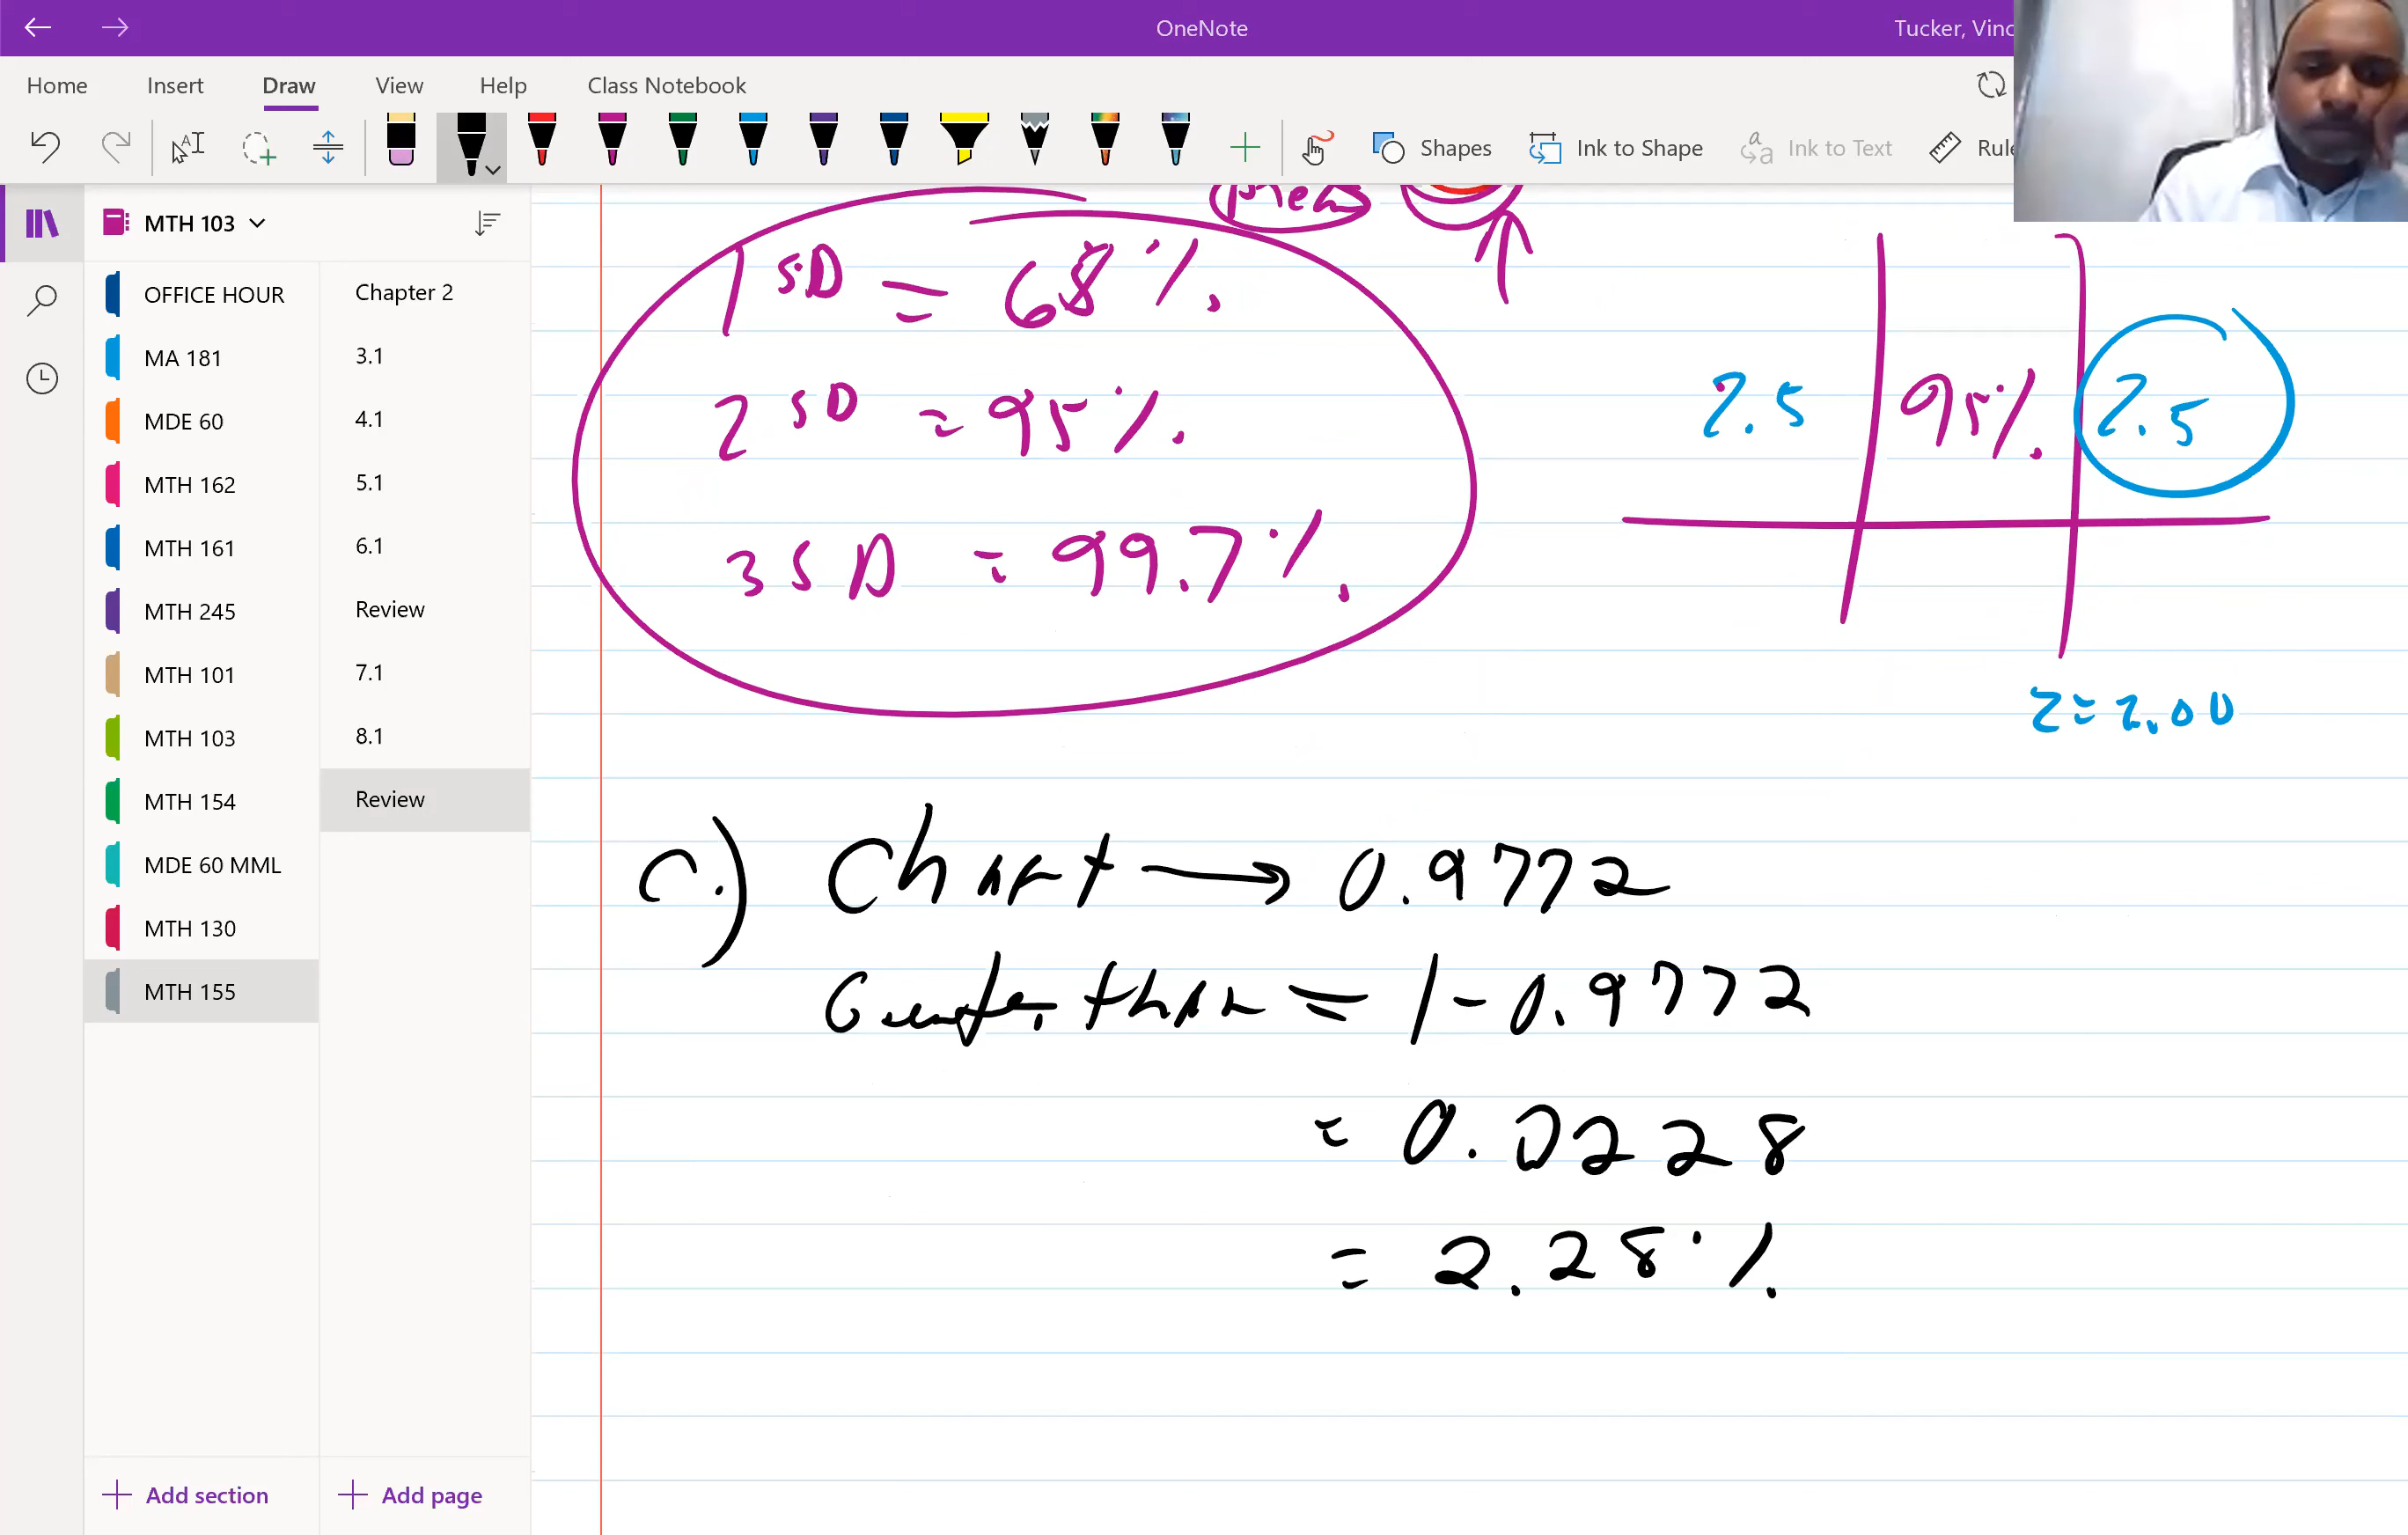 OneNote
Tucker, Vinc
Home Insert Draw View Help Class Notebook
Shapes Ink to Shape Ink to Text Rule
MTH 103
OFFICE HOUR
MA 181
MDE 60
MTH 162
MTH 161
MTH 245
MTH 101
MTH 103
MTH 154
MDE 60 MML
MTH 130
MTH 155
Add section
Chapter 2
3.1
4.1
5.1
6.1
Review
7.1
8.1
Review
Add page
1 SD = 68%
2 SD = 95%
3 SD = 99.7%
2.5 95% 2.5
z = 2.00
C.) Chart → 0.9772
Greater than = 1 - 0.9772
= 0.0228
= 2.28%